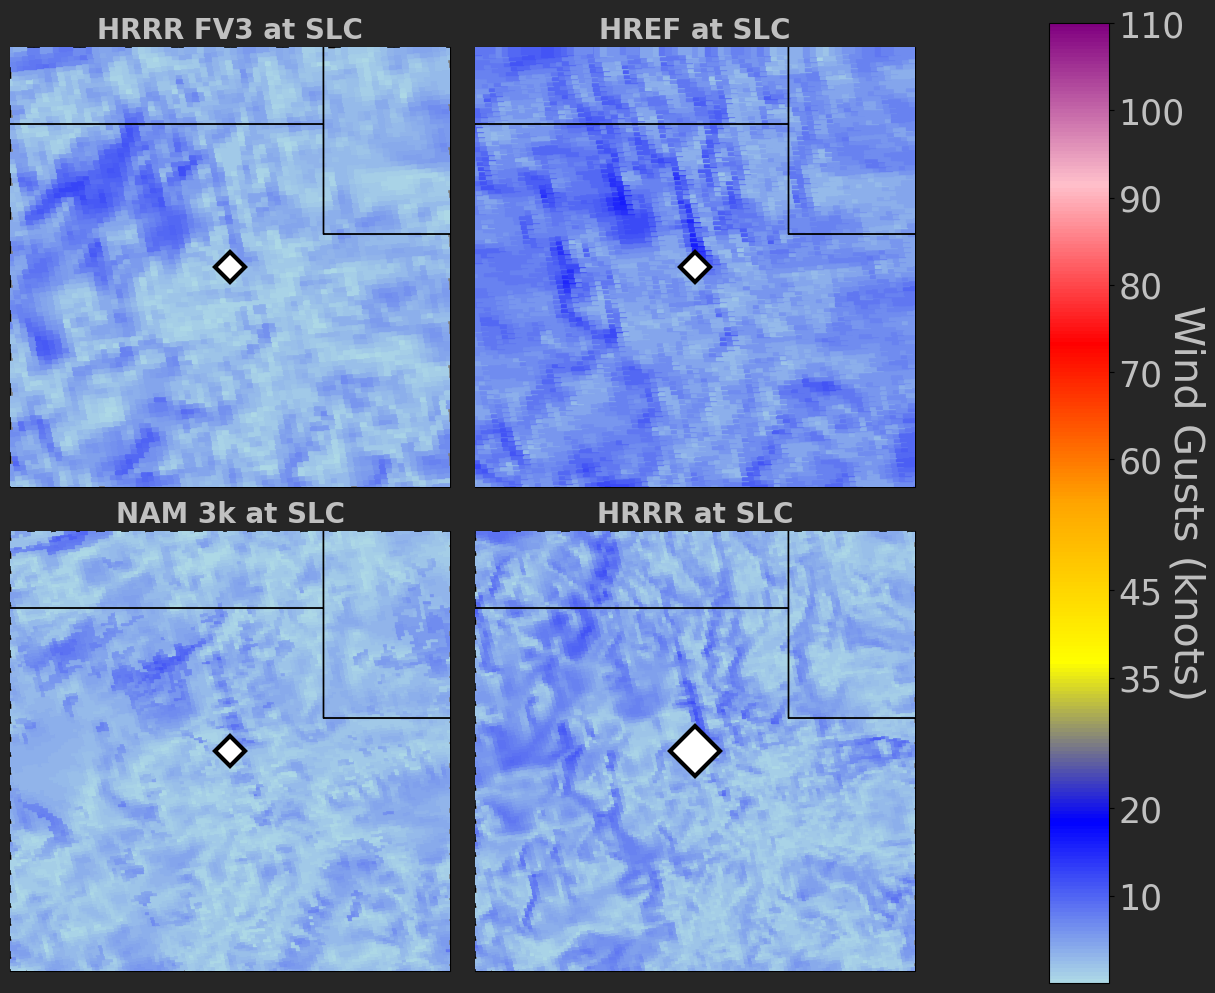 HRRR FV3 at SLC
HREF at SLC
NAM 3k at SLC
HRRR at SLC
110
100
90
80
70
60
45
35
20
10
Wind Gusts (knots)